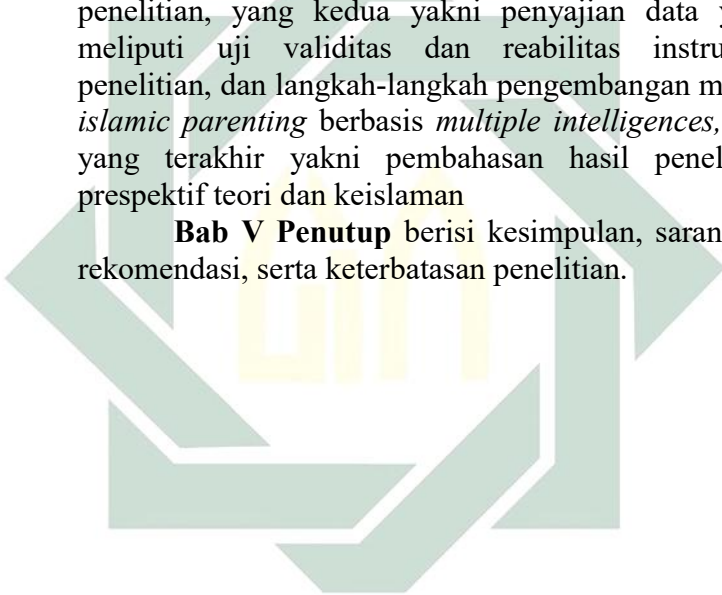 penelitian, yang kedua yakni penyajian data
meliputi uji validitas dan reabilitas
penelitian, dan langkah-langkah pengembangan
islamic parenting berbasis multiple intelligences,
yang terakhir yakni pembahasan hasil
prespektif teori dan keislaman
Bab V Penutup berisi kesimpulan, saran
rekomendasi, serta keterbatasan penelitian.